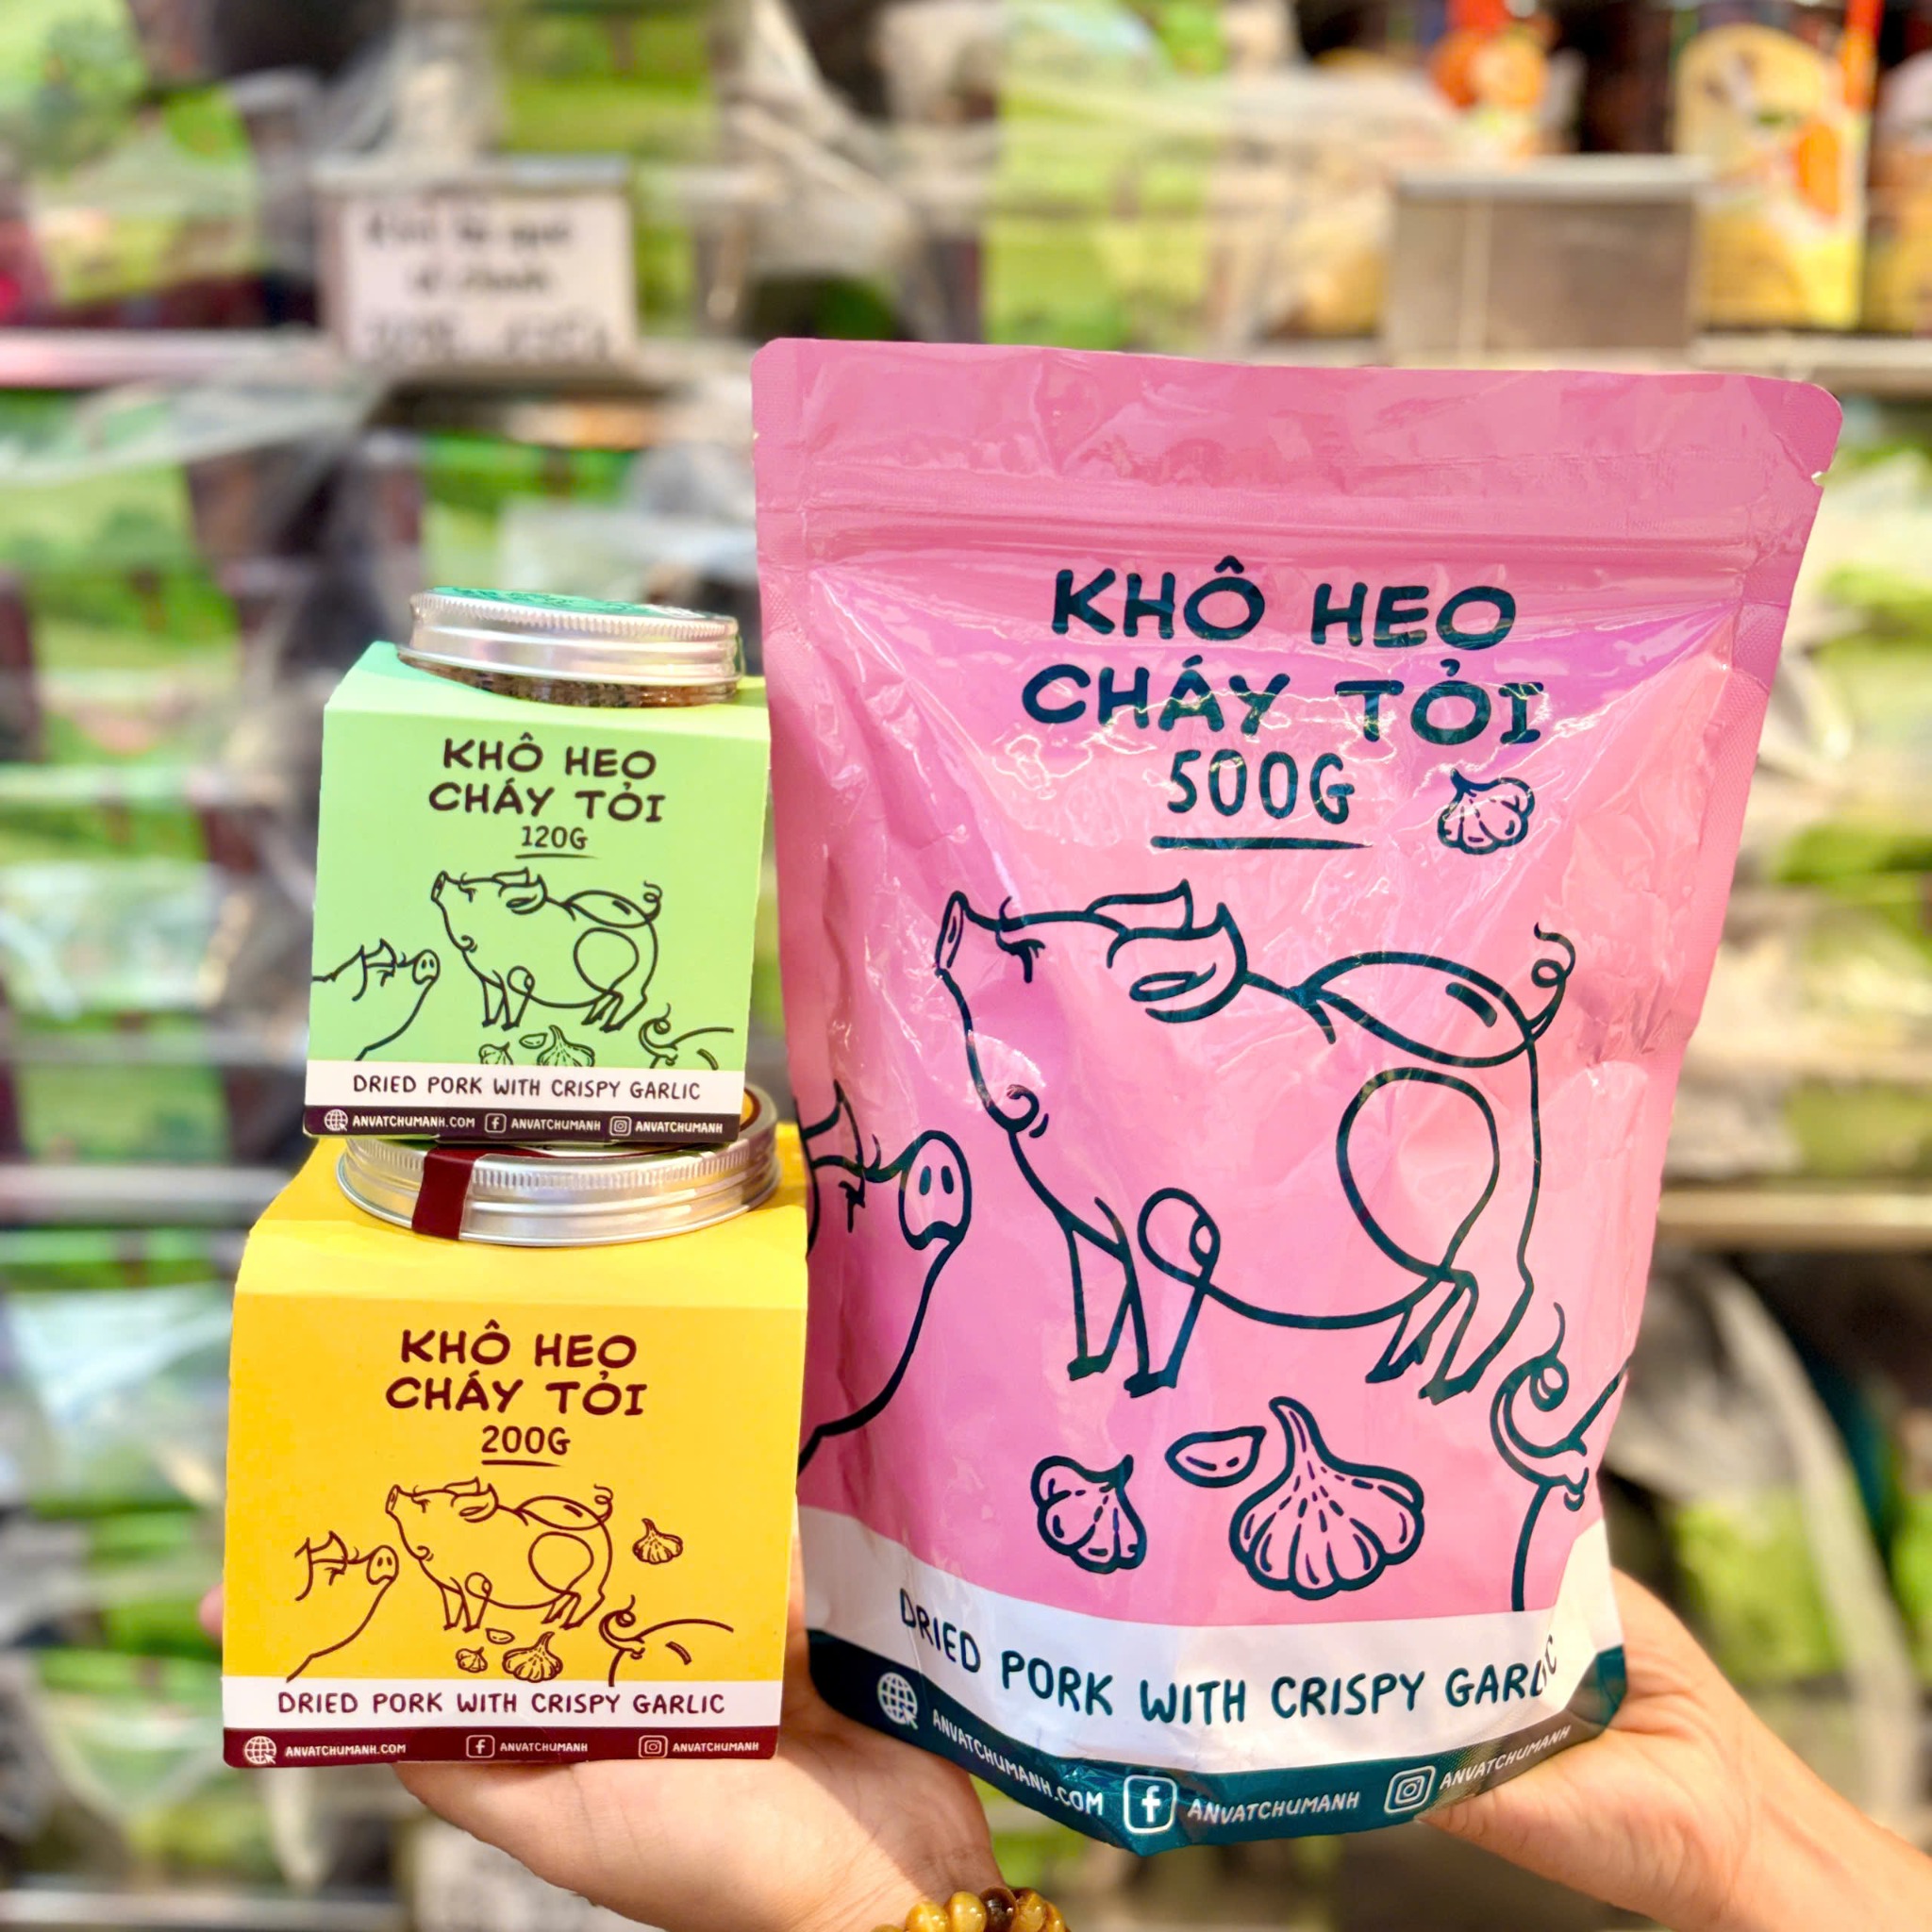 KHÔ HEO
CHÁY TỎI
120G
DRIED PORK WITH CRISPY GARLIC
ANVATCHUMANH.COM ANVATCHUMANH ANVATCHUMANH
KHÔ HEO
CHÁY TỎI
200G
DRIED PORK WITH CRISPY GARLIC
ANVATCHUMANH.COM ANVATCHUMANH ANVATCHUMANH
KHÔ HEO
CHÁY TỎI
500G
DRIED PORK WITH CRISPY GARLIC
ANVATCHUMANH.COM ANVATCHUMANH ANVATCHUMANH